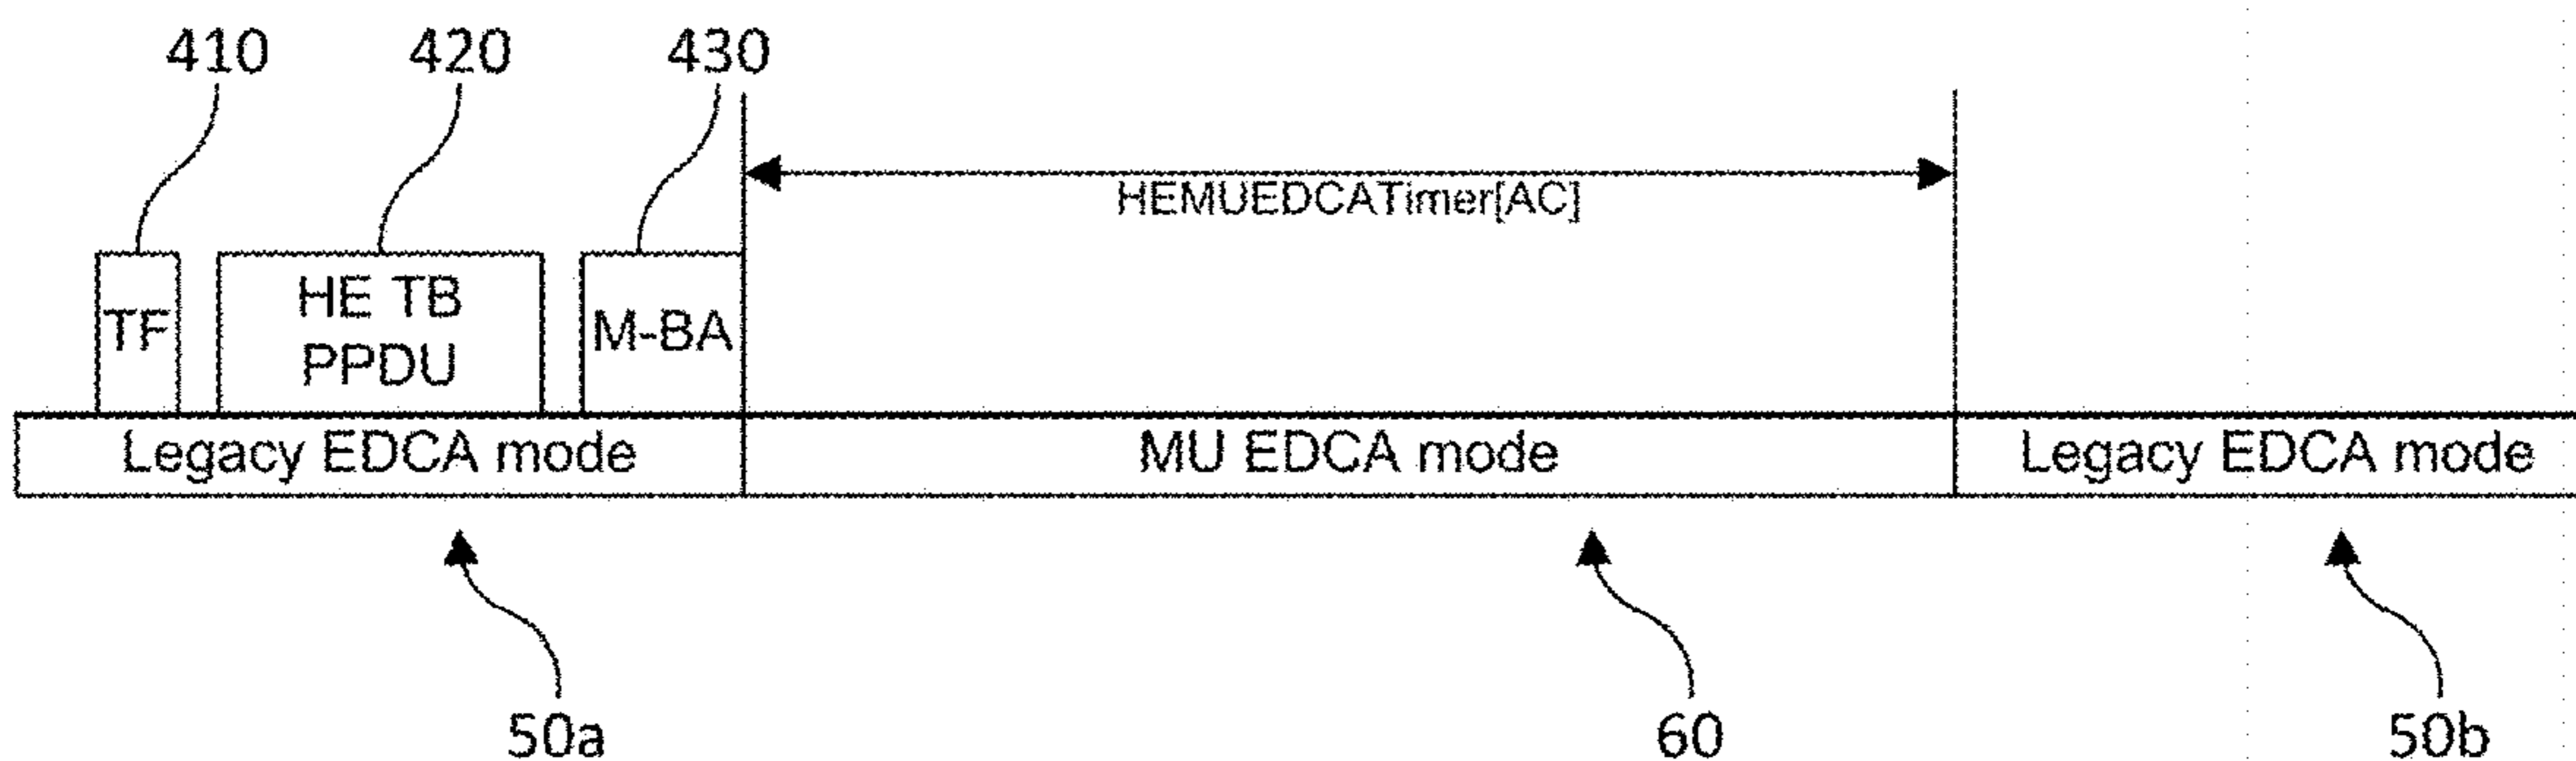 410 420 430
HEMUEDCATimer[AC]
TF
HE TB
PPDU
M-BA
Legacy EDCA mode MU EDCA mode Legacy EDCA mode
50a 60 50b